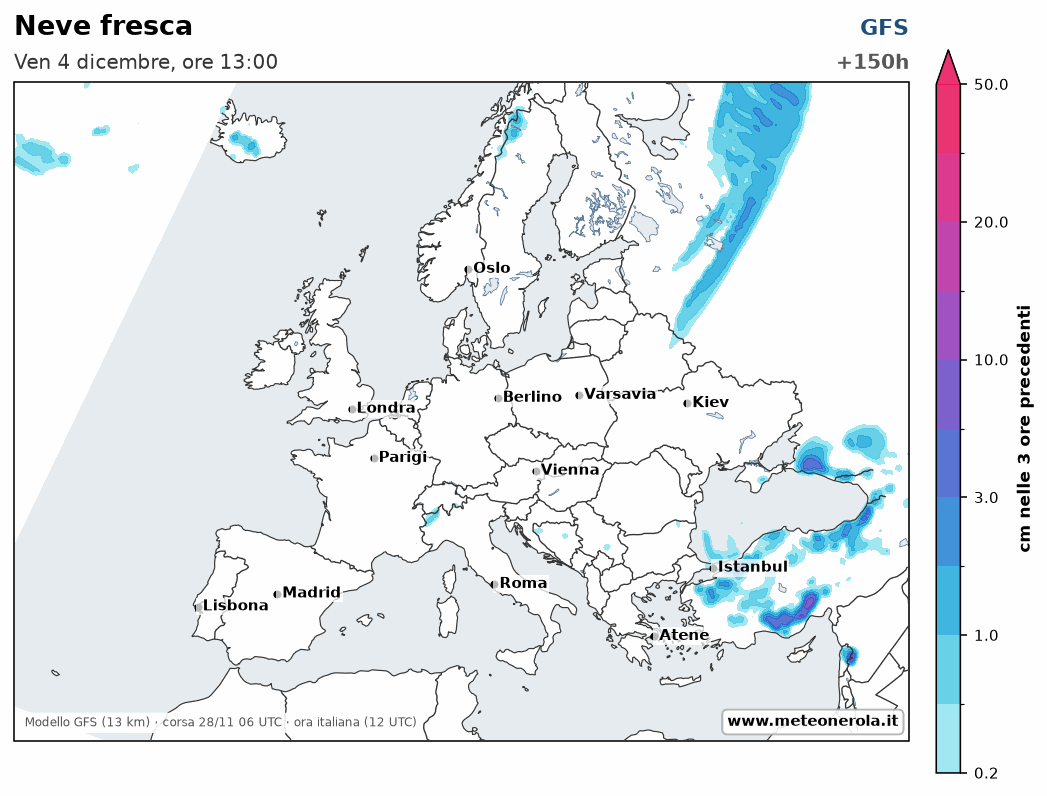 Neve fresca
GFS
Ven 4 dicembre, ore 13:00
+150h
50.0
20.0
10.0
3.0
1.0
0.2
cm nelle 3 ore precedenti
Oslo
Berlino
Varsavia
Kiev
Londra
Parigi
Vienna
Istanbul
Roma
Madrid
Lisbona
Atene
Modello GFS (13 km) · corsa 28/11 06 UTC · ora italiana (12 UTC)
www.meteonerola.it